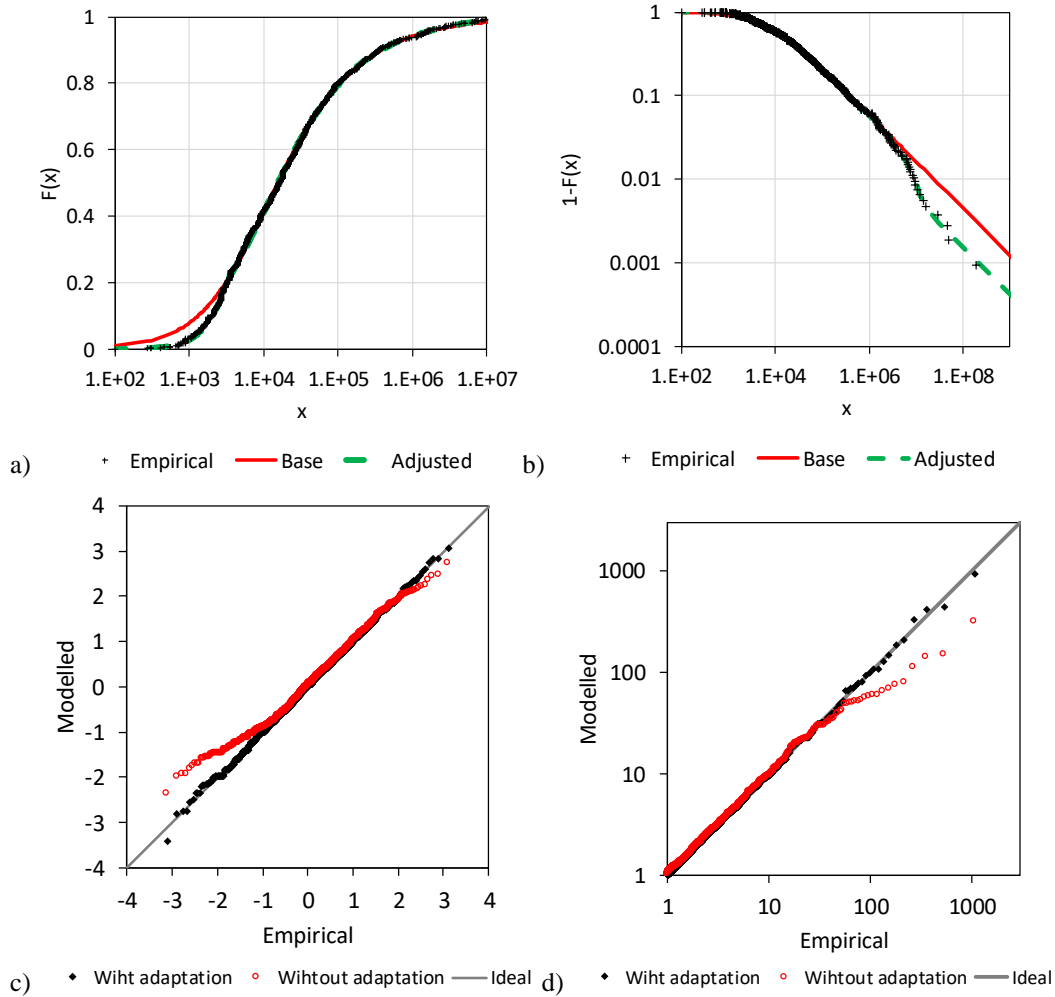 1
0.8
0.6
0.4
0.2
0
F(x)
1.E+02 1.E+03 1.E+04 1.E+05 1.E+06 1.E+07
x
a) Empirical Base Adjusted
1
0.1
0.01
0.001
0.0001
1-F(x)
1.E+02 1.E+04 1.E+06 1.E+08
x
b) Empirical Base Adjusted
4
3
2
1
0
-1
-2
-3
-4
Modelled
-4 -3 -2 -1 0 1 2 3 4
Empirical
c) Wiht adaptation Wihtout adaptation Ideal
1000
100
10
1
Modelled
1 10 100 1000
Empirical
d) Wiht adaptation Wihtout adaptation Ideal